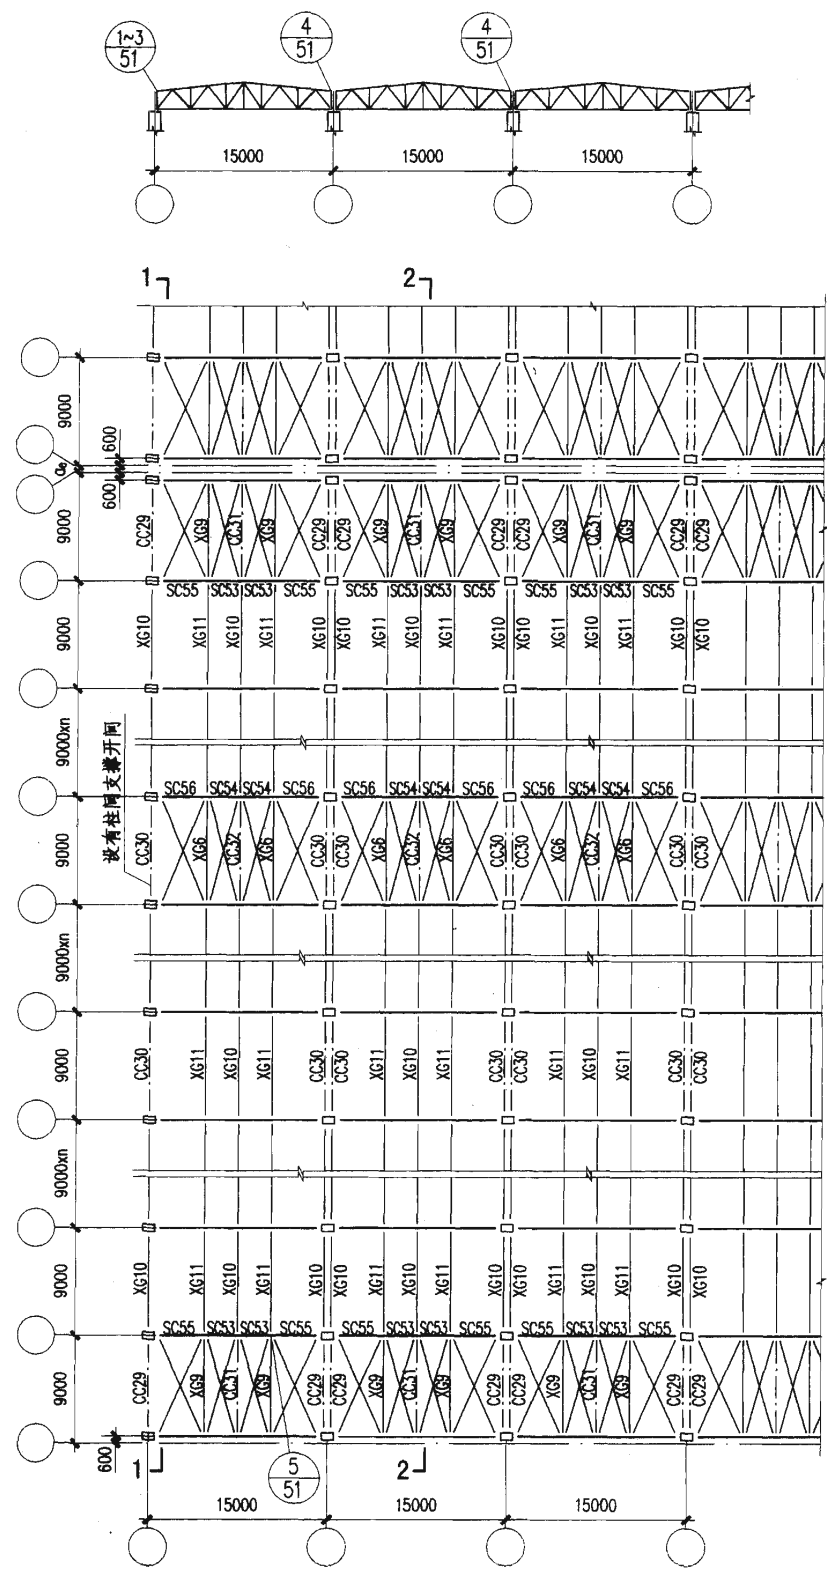 1~3
51
4
51
4
51
15000 15000 15000
1 2
9000
600
ae
600
9000
CC29 XG9 CC31 XG9 CC29 CC29 XG9 CC31 XG9 CC29 CC29 XG9 CC31 XG9 CC29 CC29
SC55 SC53 SC53 SC55 SC55 SC53 SC53 SC55 SC55 SC53 SC53 SC55
9000
XG10 XG11 XG10 XG11 XG10 XG10 XG11 XG10 XG11 XG10 XG10 XG11 XG10 XG11 XG10 XG10
9000xn
设有柱间支撑开间
SC56 SC54 SC54 SC56 SC56 SC54 SC54 SC56 SC56 SC54 SC54 SC56
9000
CC30 XG6 CC32 XG6 CC30 CC30 XG6 CC32 XG6 CC30 CC30 XG6 CC32 XG6 CC30 CC30
9000xn
9000
CC30 XG11 XG10 XG11 CC30 CC30 XG11 XG10 XG11 CC30 CC30 XG11 XG10 XG11 CC30 CC30
9000xn
9000
XG10 XG11 XG10 XG11 XG10 XG10 XG11 XG10 XG11 XG10 XG10 XG11 XG10 XG11 XG10 XG10
SC55 SC53 SC53 SC55 SC55 SC53 SC53 SC55 SC55 SC53 SC53 SC55
9000
CC29 XG9 CC31 XG9 CC29 CC29 XG9 CC31 XG9 CC29 CC29 XG9 CC31 XG9 CC29 CC29
600
1 2
5
51
15000 15000 15000